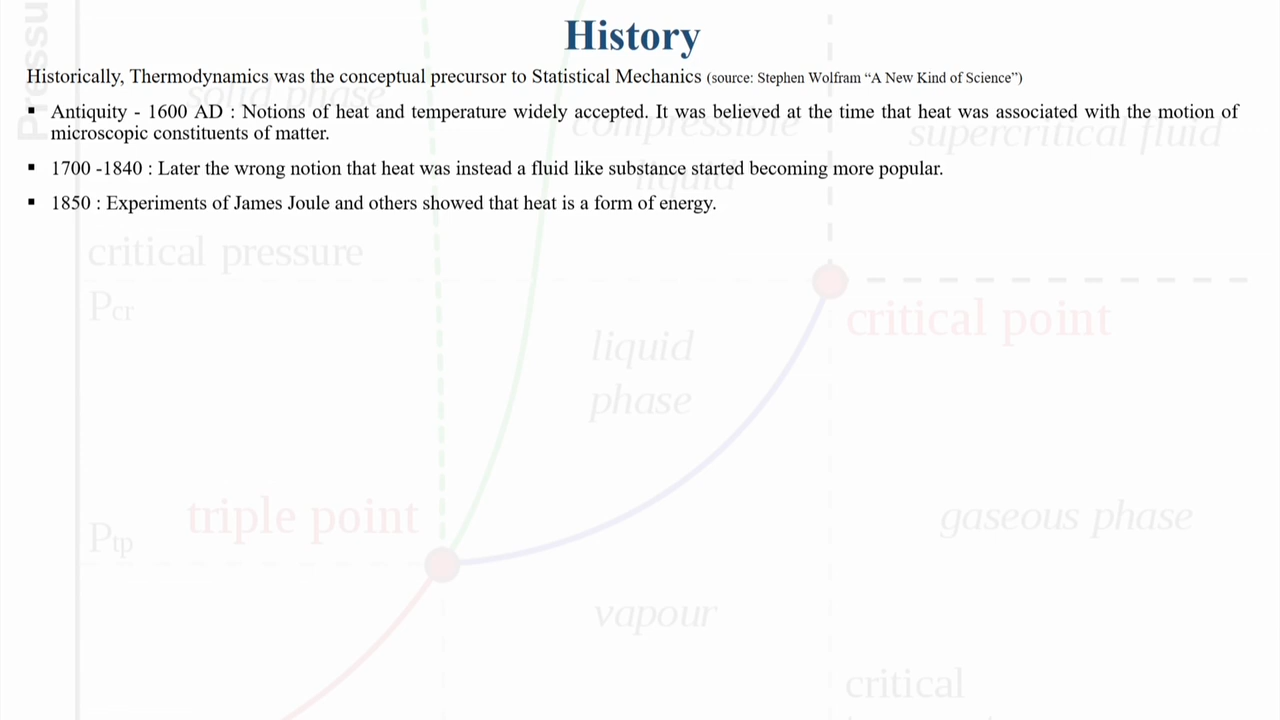 History
Historically, Thermodynamics was the conceptual precursor to Statistical Mechanics (source: Stephen Wolfram “A New Kind of Science”)
▪ Antiquity - 1600 AD : Notions of heat and temperature widely accepted. It was believed at the time that heat was associated with the motion of
microscopic constituents of matter.
▪ 1700 -1840 : Later the wrong notion that heat was instead a fluid like substance started becoming more popular.
▪ 1850 : Experiments of James Joule and others showed that heat is a form of energy.
solid phase
compressible
liquid
supercritical fluid
critical pressure
Pcr
critical point
liquid
phase
triple point
Ptp
gaseous phase
vapour
critical